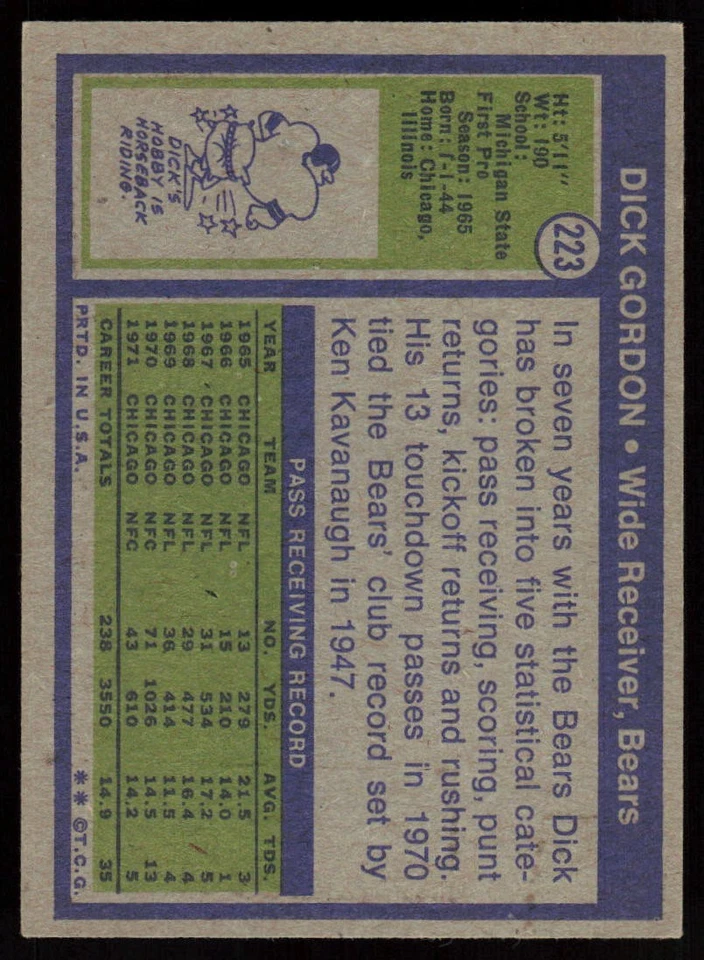 DICK GORDON • Wide Receiver, Bears
223
Ht: 5'11"
Wt: 190
School:
Michigan State
First Pro
Season: 1965
Born: 1-1-44
Home: Chicago,
Illinois
DICK'S
HOBBY IS
HORSEBACK
RIDING.
In seven years with the Bears Dick
has broken into five statistical cate-
gories: pass receiving, scoring, punt
returns, kickoff returns and rushing.
His 13 touchdown passes in 1970
tied the Bears' club record set by
Ken Kavanaugh in 1947.
PASS RECEIVING RECORD
YEAR TEAM NO. YDS. AVG. TDS.
1965 CHICAGO NFL 13 279 21.5 3
1966 CHICAGO NFL 15 210 14.0 1
1967 CHICAGO NFL 31 534 17.2 5
1968 CHICAGO NFL 29 477 16.4 4
1969 CHICAGO NFL 36 414 11.5 4
1970 CHICAGO NFC 71 1026 14.5 13
1971 CHICAGO NFC 43 610 14.2 5
CAREER TOTALS 238 3550 14.9 35
PRTD. IN U.S.A. ** ©T.C.G.